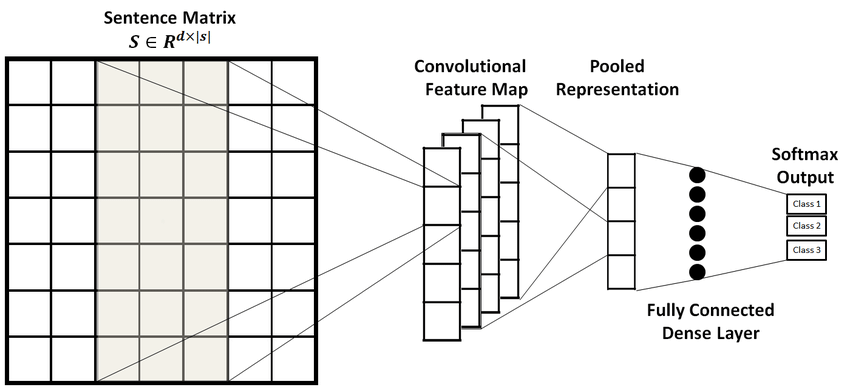 Sentence Matrix
S ∈ R^{d×|s|}
Convolutional
Feature Map
Pooled
Representation
Softmax
Output
Class 1
Class 2
Class 3
Fully Connected
Dense Layer